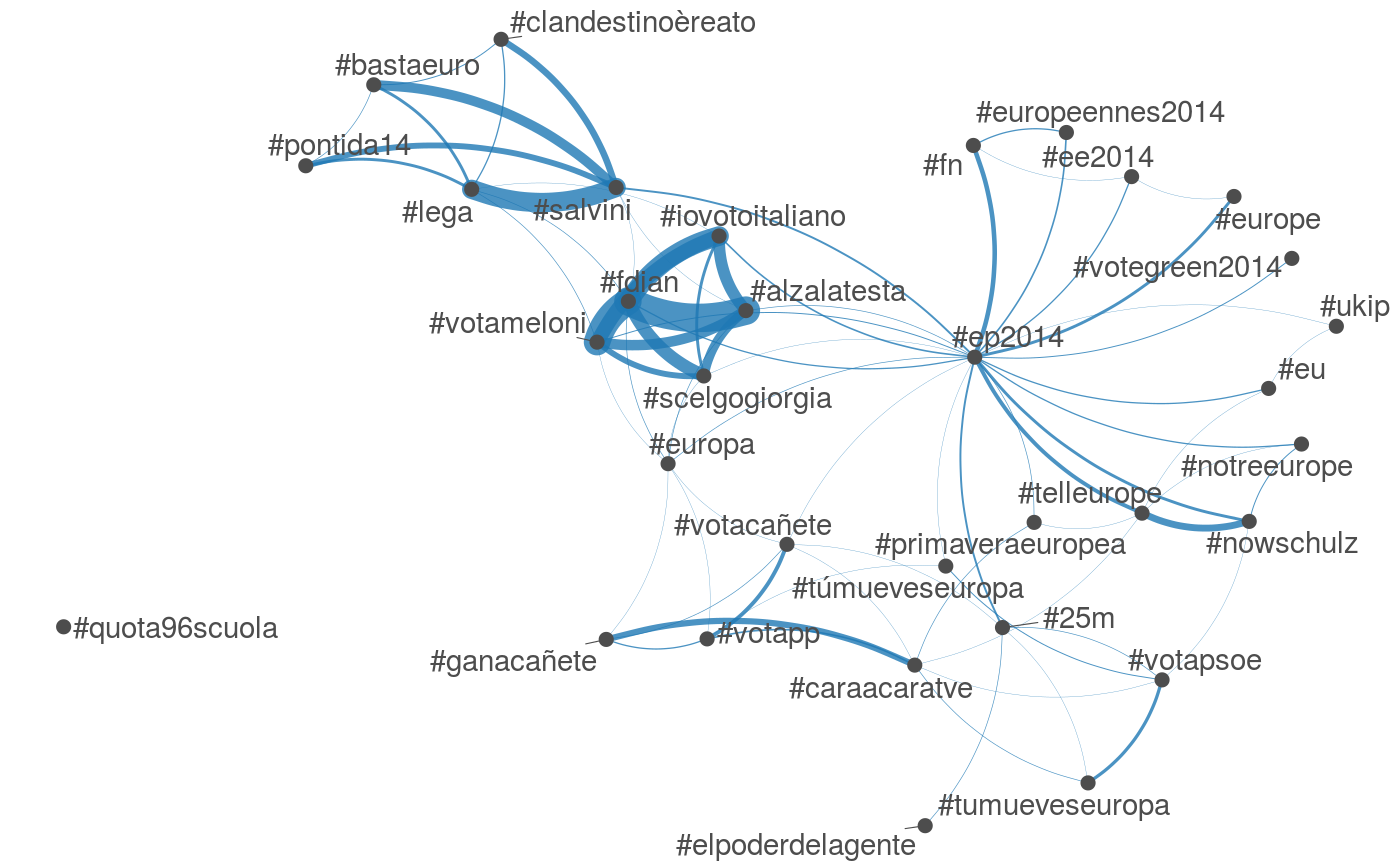 #clandestinoèreato
#bastaeuro
#europeennes2014
#pontida14
#fn
#ee2014
#lega
#salvini
#iovotoitaliano
#europe
#votegreen2014
#fdian
#alzalatesta
#ukip
#votameloni
#ep2014
#eu
#scelgogiorgia
#europa
#notreeurope
#telleurope
#votacañete
#primaveraeuropea
#nowschulz
#túmueveseuropa
#25m
#quota96scuola
#votapp
#ganacañete
#votapsoe
#caraacaratve
#tumueveseuropa
#elpoderdelagente